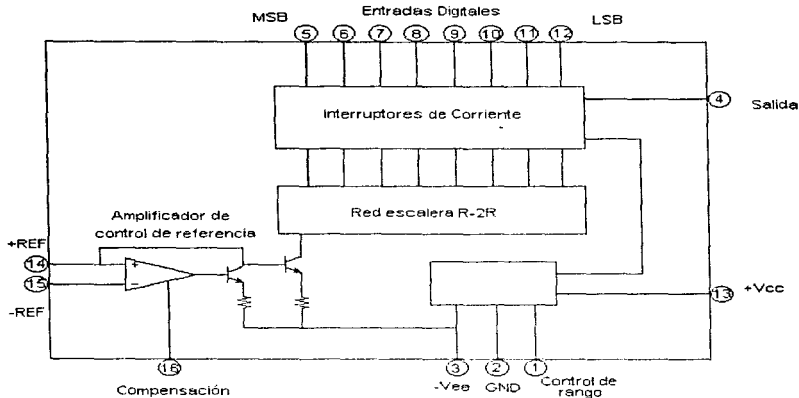 Entradas Digitales
MSB
LSB
5 6 7 8 9 10 11 12
Interruptores de Corriente
4
Salida
Red escalera R-2R
Amplificador de
control de referencia
+REF
14
+
15
-
-REF
13
+Vcc
16
3 2 1
Compensación
-Vee
GND
Control de
rango